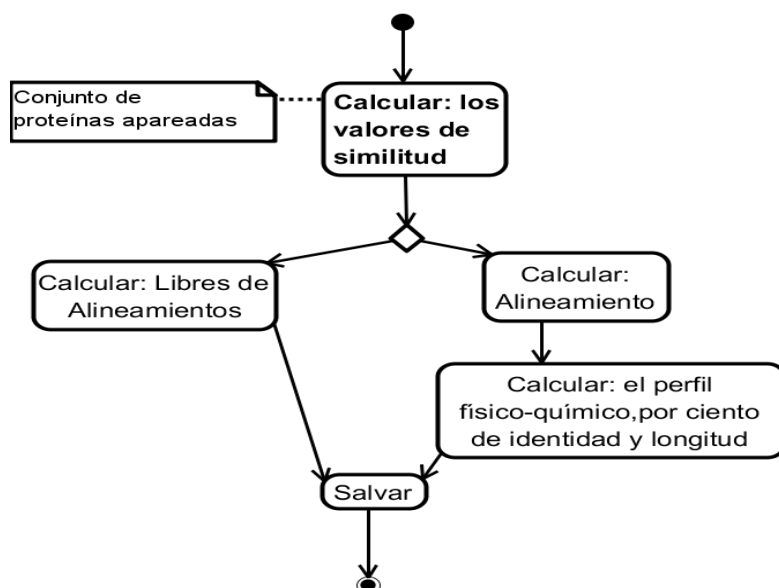 Conjunto de
proteínas apareadas
Calcular: los
valores de
similitud
Calcular: Libres de
Alineamientos
Calcular:
Alineamiento
Calcular: el perfil
físico-químico,por ciento
de identidad y longitud
Salvar